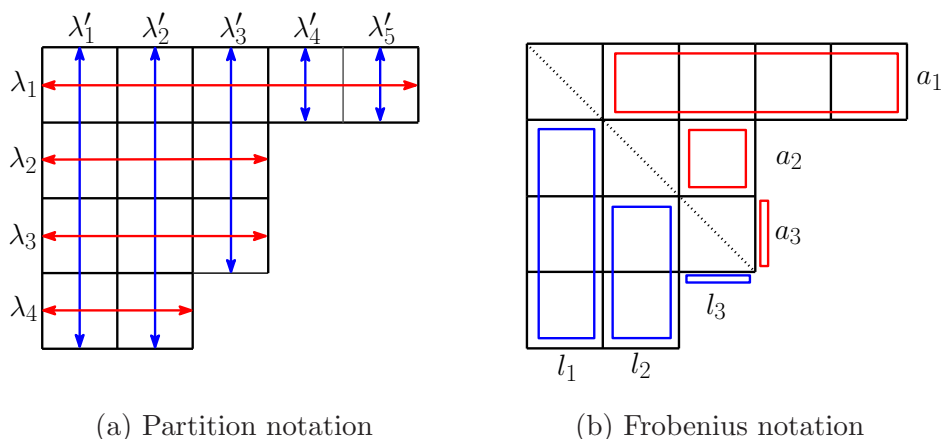 λ′₁ λ′₂ λ′₃ λ′₄ λ′₅
λ₁
λ₂
λ₃
λ₄
a₁
a₂
a₃
l₃
l₁ l₂
(a) Partition notation
(b) Frobenius notation